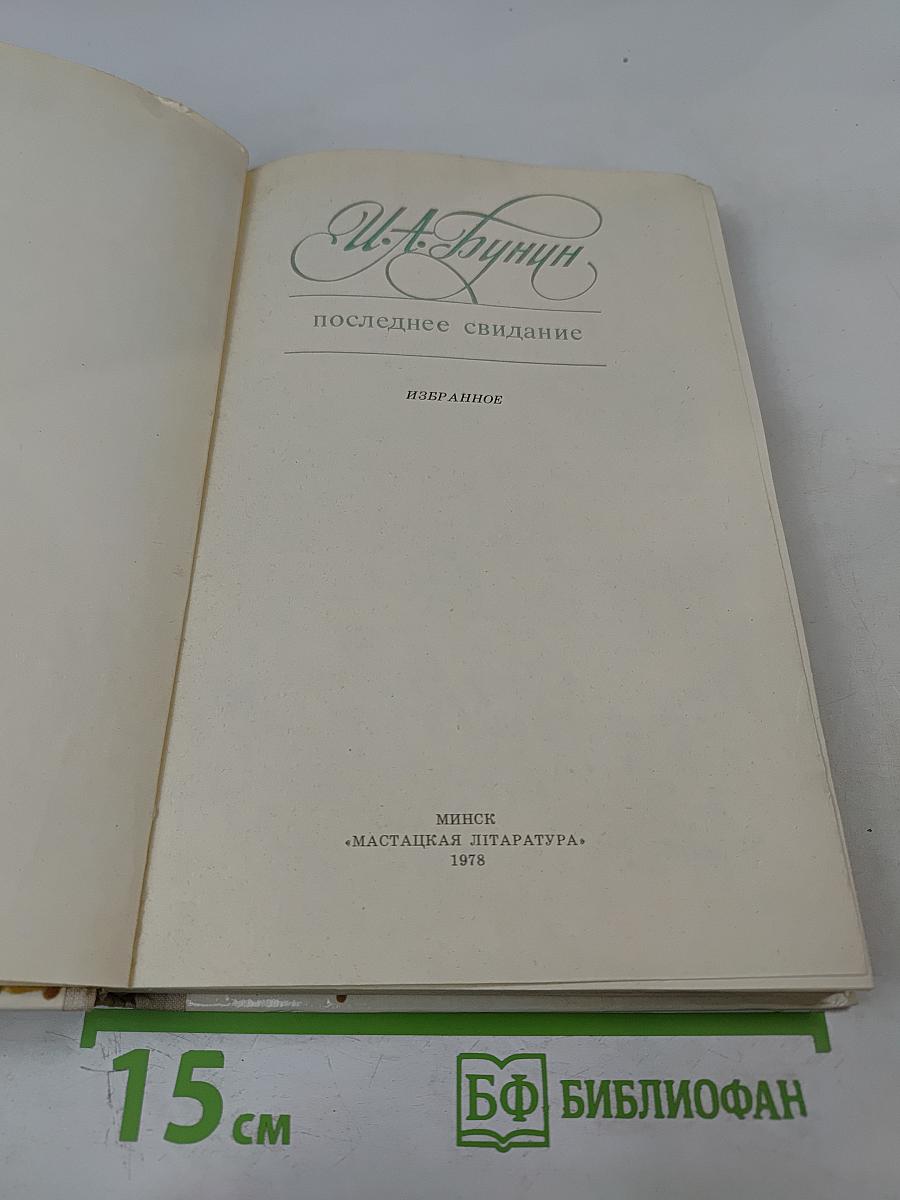 И. А. Бунин
последнее свидание
ИЗБРАННОЕ
МИНСК
«МАСТАЦКАЯ ЛІТАРАТУРА»
1978
15 см
БФ БИБЛИОФАН